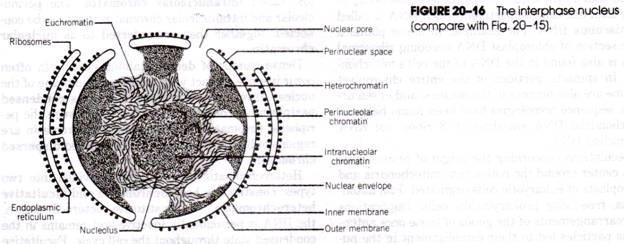 FIGURE 20–16 The interphase nucleus
(compare with Fig. 20–15).
Euchromatin
Ribosomes
Endoplasmic
reticulum
Nucleolus
Nuclear pore
Perinuclear space
Heterochromatin
Perinucleolar
chromatin
Intranucleolar
chromatin
Nuclear envelope
Inner membrane
Outer membrane